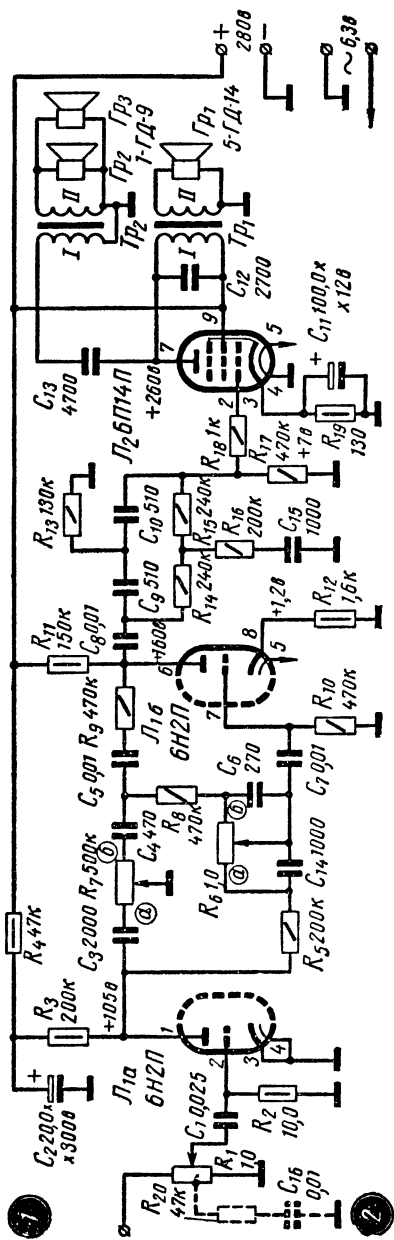 1
C₂ 20,0 х
х 300в
+
R₃
200к
R₄ 47к
Л₁ₐ
6Н2П
+105в
1
2
3
4
R₂₀
47к
R₁
1,0
C₁ 0,025
R₂
10,0
C₁₆
0,01
2
C₃ 2000
R₇ 500к
а
б
C₄ 470
C₅ 0,01
R₉ 470к
R₈
470к
R₆ 1,0
а
б
C₆
270
R₅ 200к
C₁₄ 1000
C₇ 0,01
R₁₀
470к
R₁₁
150к
C₈ 0,01
+160в
Л₁б
6Н2П
6
7
8
5
+1,2в
R₁₂
1,6к
R₁₃ 130к
C₉ 510
C₁₀ 510
R₁₄ 240к
R₁₅ 240к
R₁₆
200к
C₁₅
1000
R₁₈ 1к
R₁₇
470к
+7в
R₁₉
130
C₁₁ 100,0х
х 12в
+
Л₂ 6П14П
+260в
7
9
2
3
4
5
C₁₃
4700
C₁₂
2700
I
II
Тр₂
I
II
Тр₁
Гр₃
Гр₂
1-ГД-9
Гр₁
5-ГД-14
+
280в
−
~ 6,3в